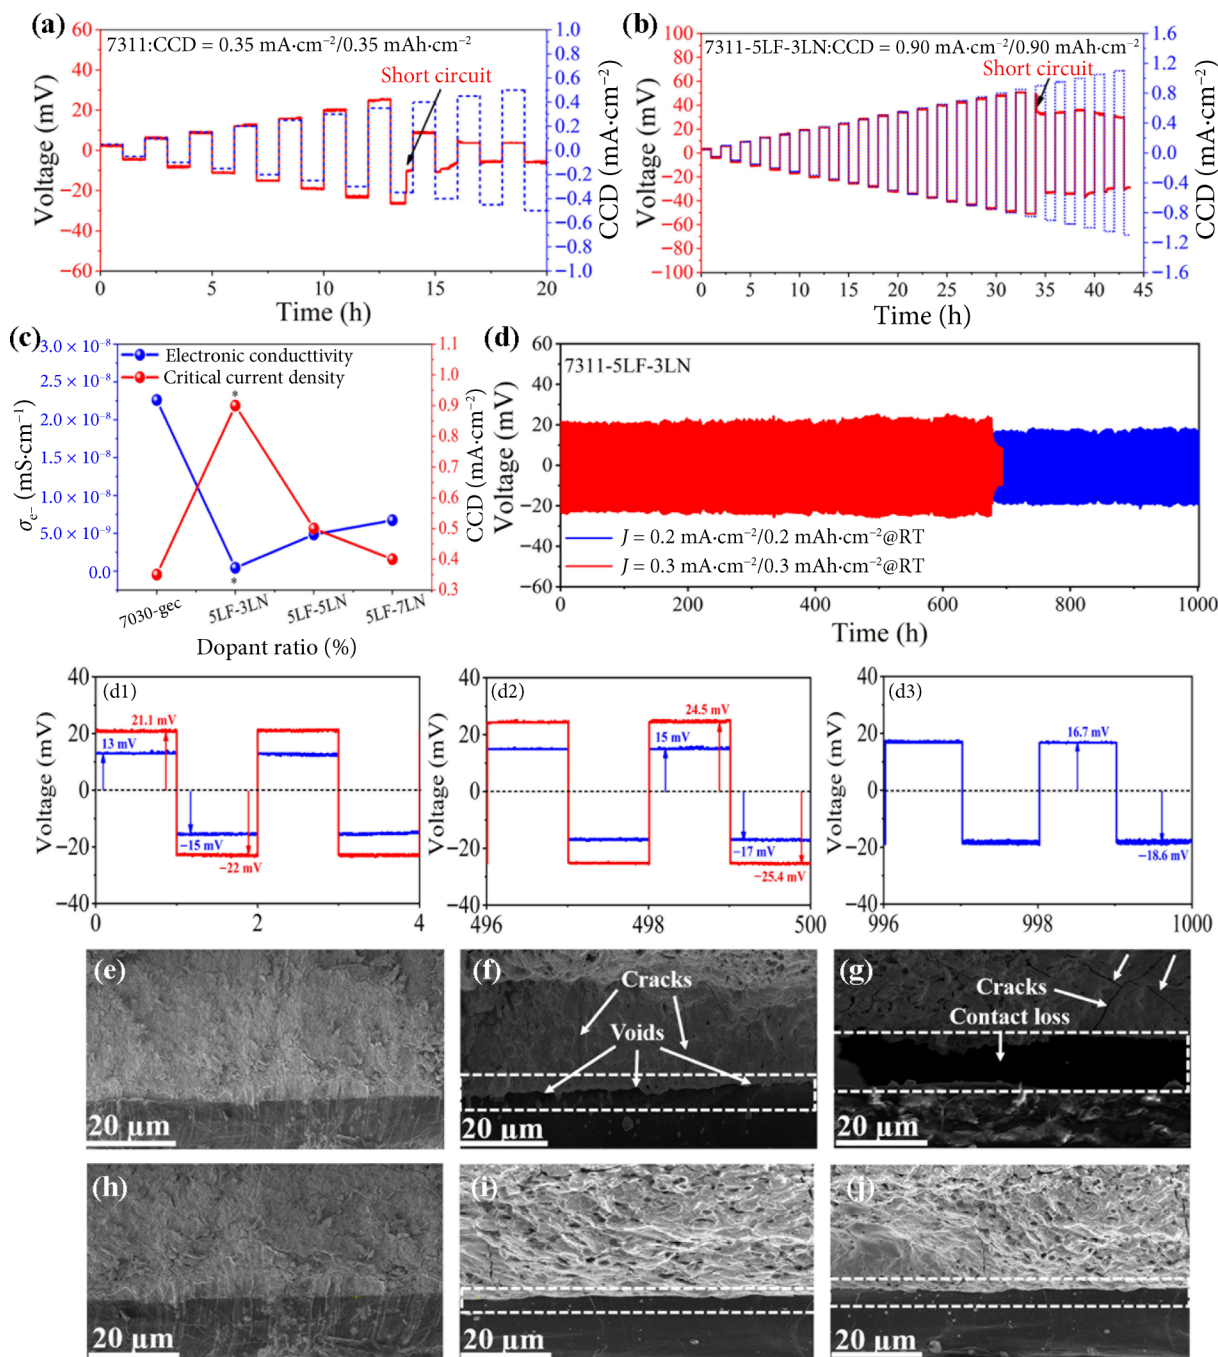 (a)
7311:CCD = 0.35 mA·cm⁻²/0.35 mAh·cm⁻²
Short circuit
Voltage (mV)
60
40
20
0
−20
−40
−60
1.0
0.8
0.6
0.4
0.2
0.0
−0.2
−0.4
−0.6
−0.8
−1.0
CCD (mA·cm⁻²)
0 5 10 15 20
Time (h)
(b)
7311-5LF-3LN:CCD = 0.90 mA·cm⁻²/0.90 mAh·cm⁻²
Short circuit
Voltage (mV)
100
80
60
40
20
0
−20
−40
−60
−80
−100
1.6
1.2
0.8
0.4
0.0
−0.4
−0.8
−1.2
−1.6
CCD (mA·cm⁻²)
0 5 10 15 20 25 30 35 40 45
Time (h)
(c)
Electronic conducttivity
Critical current density
σe− (mS·cm⁻¹)
3.0 × 10⁻⁸
2.5 × 10⁻⁸
2.0 × 10⁻⁸
1.5 × 10⁻⁸
1.0 × 10⁻⁸
5.0 × 10⁻⁹
0.0
*
*
1.1
1.0
0.9
0.8
0.7
0.6
0.5
0.4
0.3
CCD (mA·cm⁻²)
7030-gec 5LF-3LN 5LF-5LN 5LF-7LN
Dopant ratio (%)
(d)
7311-5LF-3LN
Voltage (mV)
60
40
20
0
−20
−40
−60
J = 0.2 mA·cm⁻²/0.2 mAh·cm⁻²@RT
J = 0.3 mA·cm⁻²/0.3 mAh·cm⁻²@RT
0 200 400 600 800 1000
Time (h)
(d1)
Voltage (mV)
40
20
0
−20
−40
21.1 mV
13 mV
−15 mV
−22 mV
0 2 4
(d2)
Voltage (mV)
40
20
0
−20
−40
24.5 mV
15 mV
−17 mV
−25.4 mV
496 498 500
(d3)
Voltage (mV)
40
20
0
−20
−40
16.7 mV
−18.6 mV
996 998 1000
(e)
20 μm
(f)
Cracks
Voids
20 μm
(g)
Cracks
Contact loss
20 μm
(h)
20 μm
(i)
20 μm
(j)
20 μm